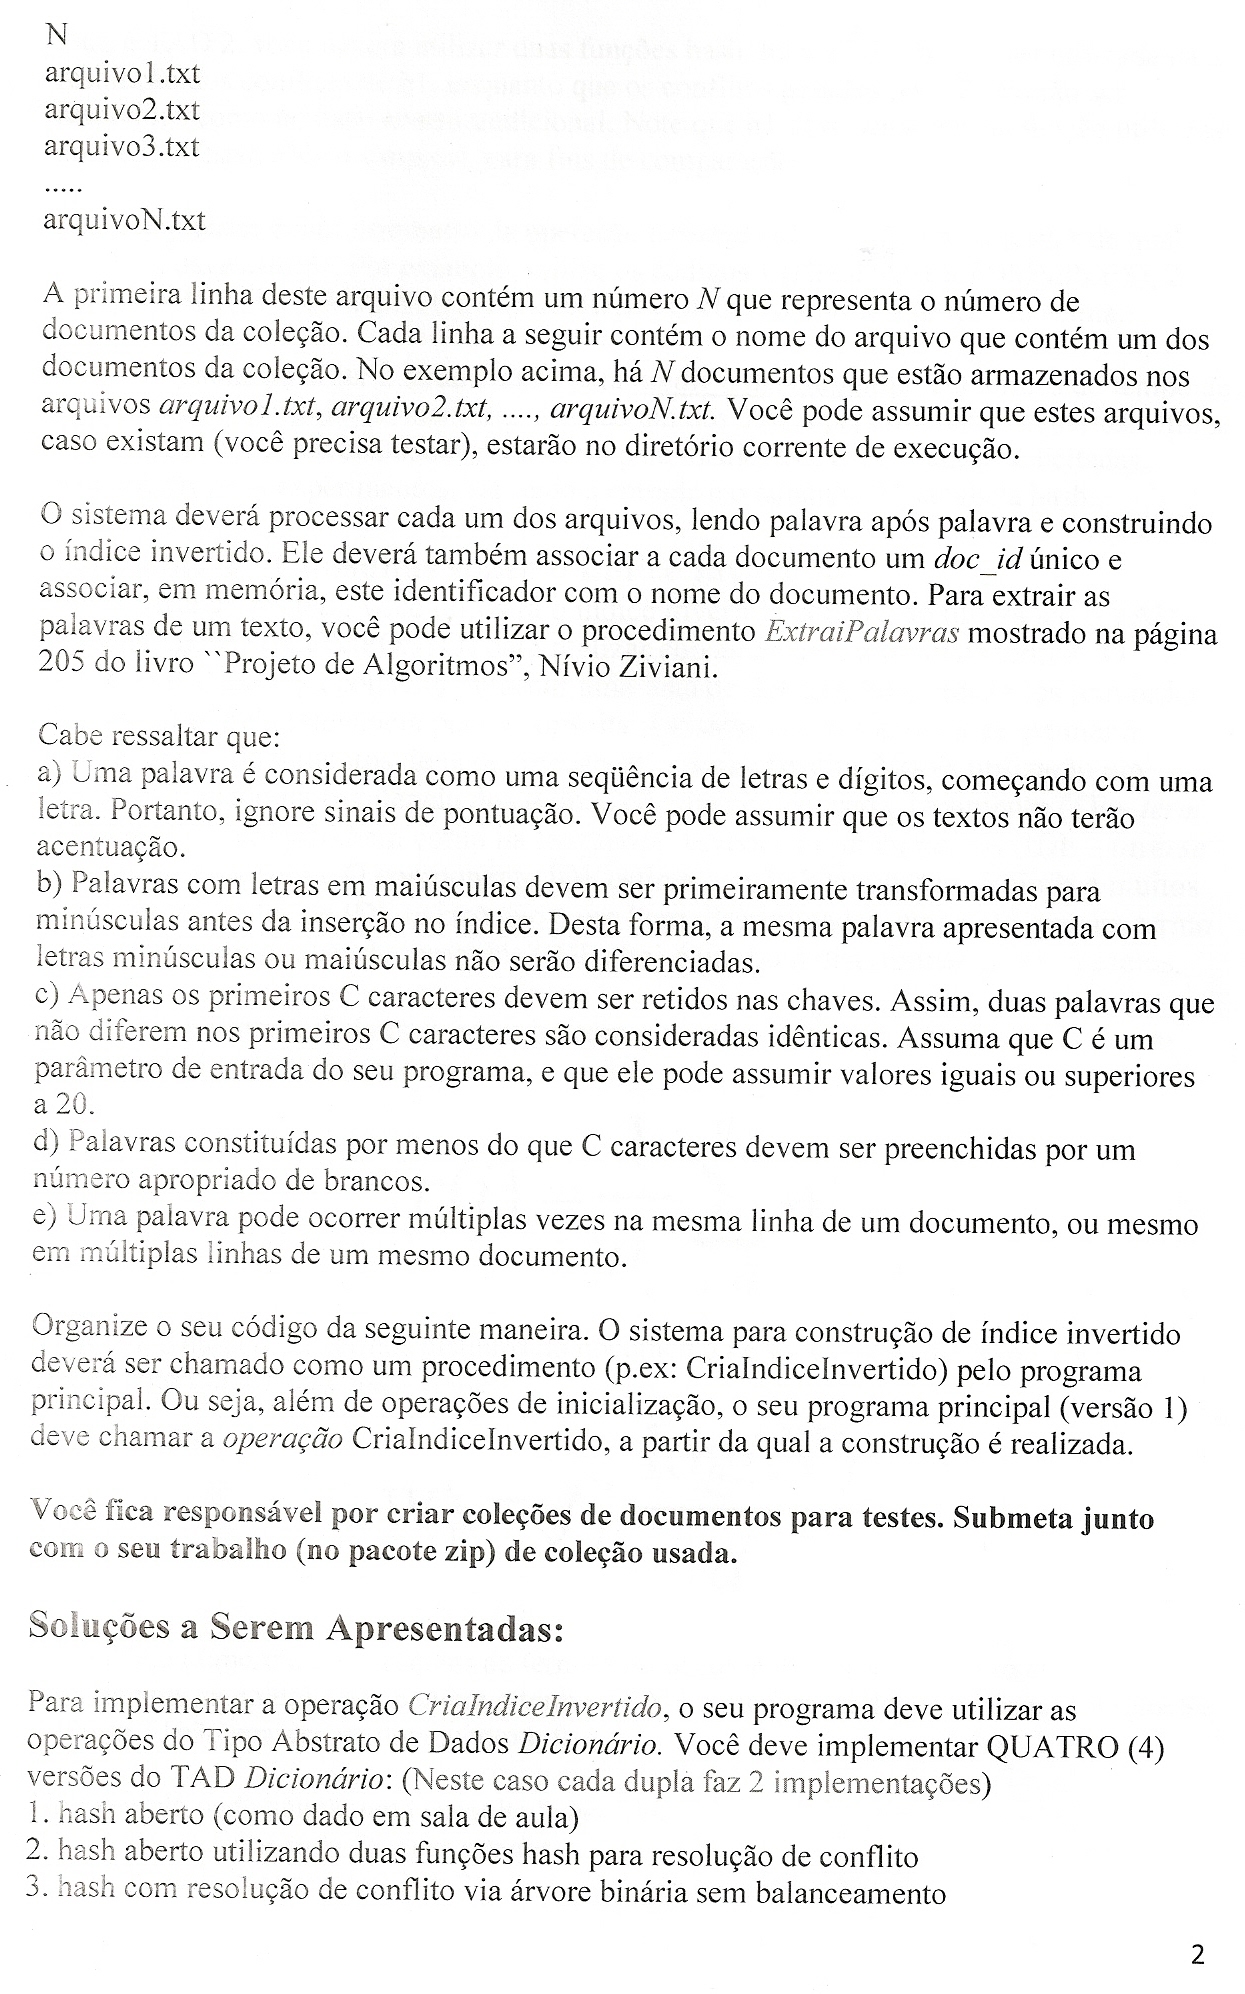 N
arquivo1.txt
arquivo2.txt
arquivo3.txt
.....
arquivoN.txt
A primeira linha deste arquivo contém um número N que representa o número de
documentos da coleção. Cada linha a seguir contém o nome do arquivo que contém um dos
documentos da coleção. No exemplo acima, há N documentos que estão armazenados nos
arquivos arquivo1.txt, arquivo2.txt, ...., arquivoN.txt. Você pode assumir que estes arquivos,
caso existam (você precisa testar), estarão no diretório corrente de execução.
O sistema deverá processar cada um dos arquivos, lendo palavra após palavra e construindo
o índice invertido. Ele deverá também associar a cada documento um doc_id único e
associar, em memória, este identificador com o nome do documento. Para extrair as
palavras de um texto, você pode utilizar o procedimento ExtraiPalavras mostrado na página
205 do livro ``Projeto de Algoritmos”, Nívio Ziviani.
Cabe ressaltar que:
a) Uma palavra é considerada como uma seqüência de letras e dígitos, começando com uma
letra. Portanto, ignore sinais de pontuação. Você pode assumir que os textos não terão
acentuação.
b) Palavras com letras em maiúsculas devem ser primeiramente transformadas para
minúsculas antes da inserção no índice. Desta forma, a mesma palavra apresentada com
letras minúsculas ou maiúsculas não serão diferenciadas.
c) Apenas os primeiros C caracteres devem ser retidos nas chaves. Assim, duas palavras que
não diferem nos primeiros C caracteres são consideradas idênticas. Assuma que C é um
parâmetro de entrada do seu programa, e que ele pode assumir valores iguais ou superiores
a 20.
d) Palavras constituídas por menos do que C caracteres devem ser preenchidas por um
número apropriado de brancos.
e) Uma palavra pode ocorrer múltiplas vezes na mesma linha de um documento, ou mesmo
em múltiplas linhas de um mesmo documento.
Organize o seu código da seguinte maneira. O sistema para construção de índice invertido
deverá ser chamado como um procedimento (p.ex: CriaIndiceInvertido) pelo programa
principal. Ou seja, além de operações de inicialização, o seu programa principal (versão 1)
deve chamar a operação CriaIndiceInvertido, a partir da qual a construção é realizada.
Você fica responsável por criar coleções de documentos para testes. Submeta junto
com o seu trabalho (no pacote zip) de coleção usada.
Soluções a Serem Apresentadas:
Para implementar a operação CriaIndiceInvertido, o seu programa deve utilizar as
operações do Tipo Abstrato de Dados Dicionário. Você deve implementar QUATRO (4)
versões do TAD Dicionário: (Neste caso cada dupla faz 2 implementações)
1. hash aberto (como dado em sala de aula)
2. hash aberto utilizando duas funções hash para resolução de conflito
3. hash com resolução de conflito via árvore binária sem balanceamento
2